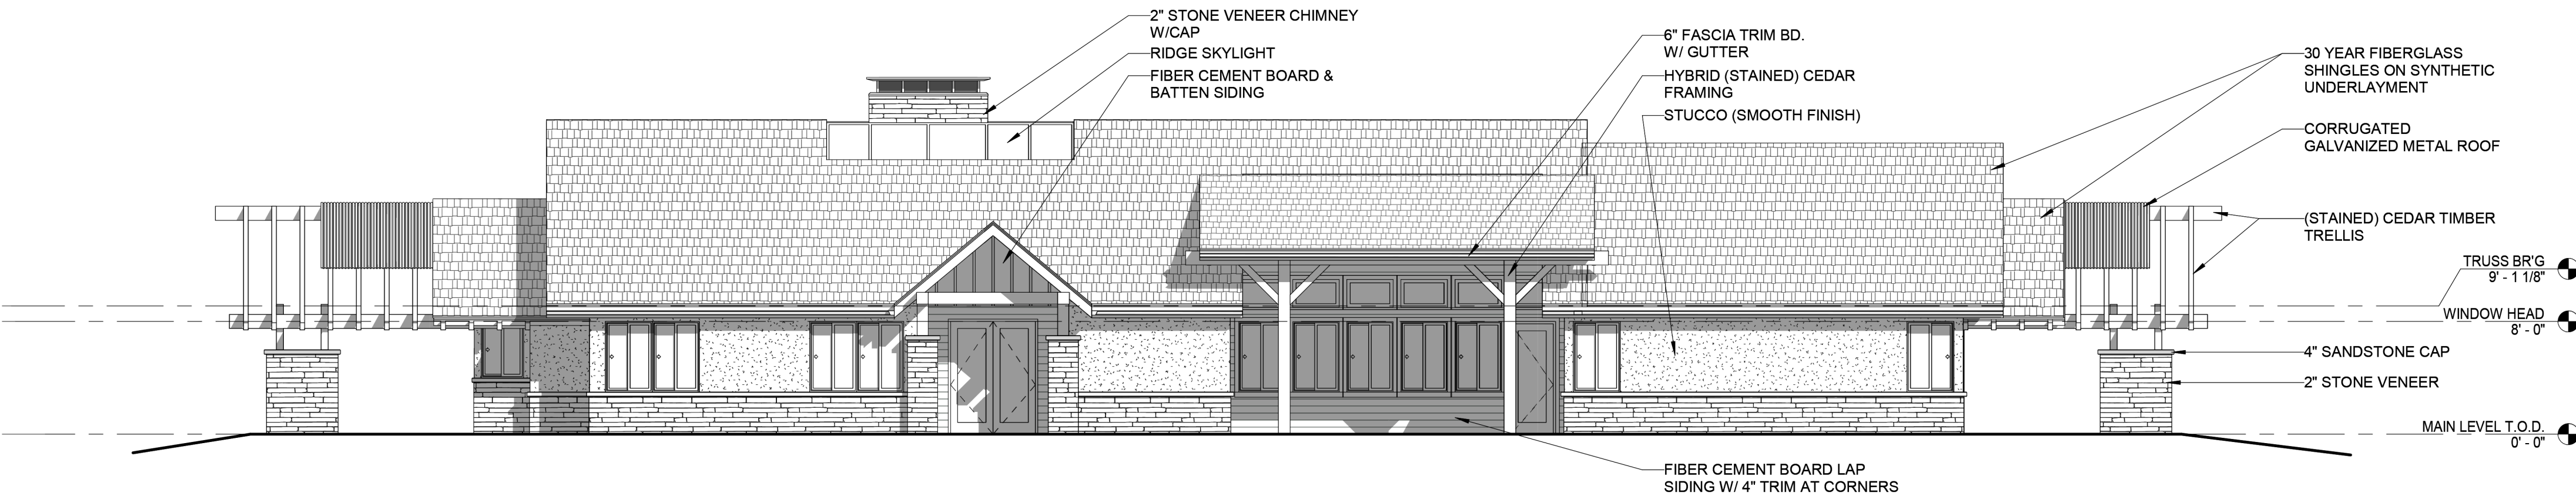 2" STONE VENEER CHIMNEY
W/CAP
RIDGE SKYLIGHT
FIBER CEMENT BOARD &
BATTEN SIDING
6" FASCIA TRIM BD.
W/ GUTTER
HYBRID (STAINED) CEDAR
FRAMING
STUCCO (SMOOTH FINISH)
30 YEAR FIBERGLASS
SHINGLES ON SYNTHETIC
UNDERLAYMENT
CORRUGATED
GALVANIZED METAL ROOF
(STAINED) CEDAR TIMBER
TRELLIS
TRUSS BR'G
9' - 1 1/8"
WINDOW HEAD
8' - 0"
4" SANDSTONE CAP
2" STONE VENEER
MAIN LEVEL T.O.D.
0' - 0"
FIBER CEMENT BOARD LAP
SIDING W/ 4" TRIM AT CORNERS